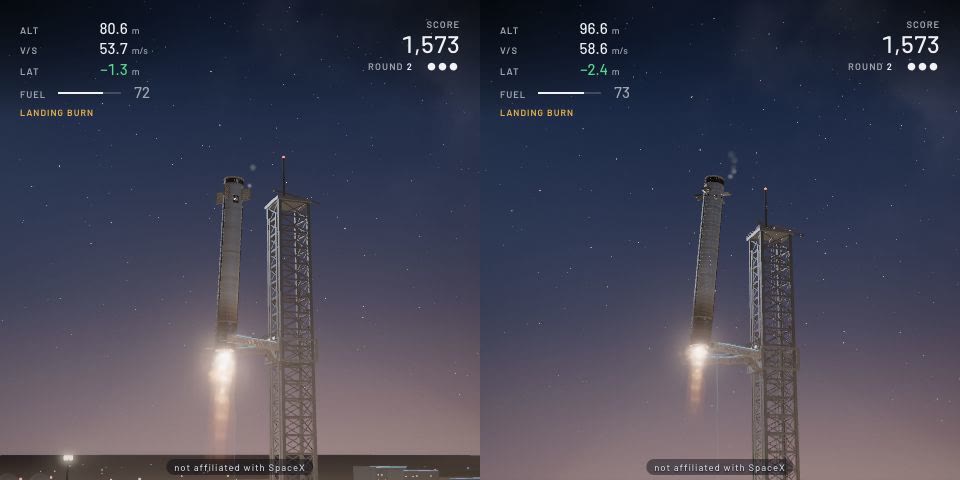 ALT 80.6 m
V/S 53.7 m/s
LAT −1.3 m
FUEL 72
LANDING BURN
SCORE
1,573
ROUND 2
not affiliated with SpaceX
ALT 96.6 m
V/S 58.6 m/s
LAT −2.4 m
FUEL 73
LANDING BURN
SCORE
1,573
ROUND 2
not affiliated with SpaceX